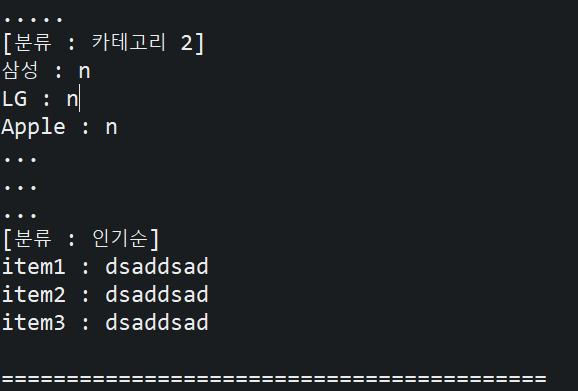 .....
[분류 : 카테고리 2]
삼성 : n
LG : n
Apple : n
...
...
...
[분류 : 인기순]
item1 : dsaddsad
item2 : dsaddsad
item3 : dsaddsad
==========================================